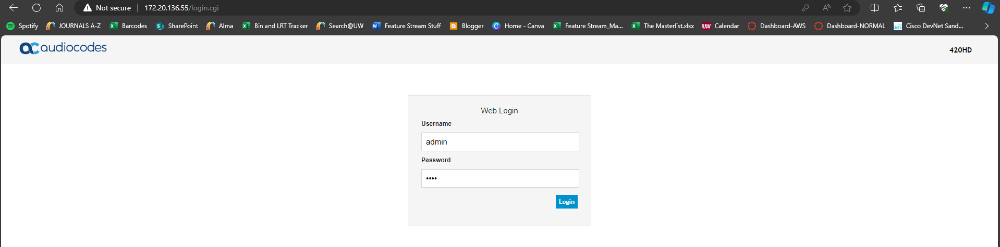 Not secure 172.20.136.55/login.cgi
Spotify JOURNALS A-Z Barcodes SharePoint Alma Bin and LRT Tracker Search@UW Feature Stream Stuff Blogger Home - Canva Feature Stream_Ma... The Masterlist.xlsx Calendar Dashboard-AWS Dashboard-NORMAL Cisco DevNet Sand...
audiocodes 420HD
Web Login
Username
admin
Password
••••
Login